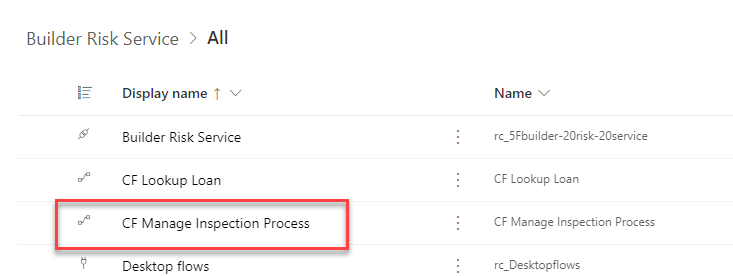 Builder Risk Service > All
Display name ↑ Name
Builder Risk Service rc_5Fbuilder-20risk-20service
CF Lookup Loan CF Lookup Loan
CF Manage Inspection Process CF Manage Inspection Process
Desktop flows rc_Desktopflows